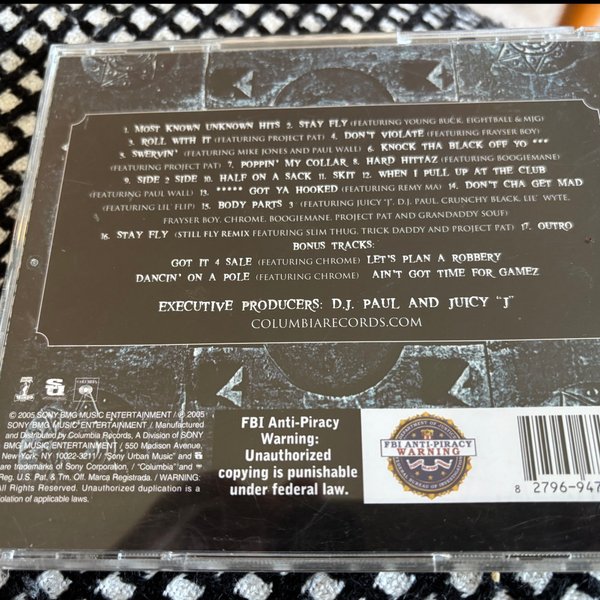 1. MOST KNOWN UNKNOWN HITS 2. STAY FLY (FEATURING YOUNG BUCK, EIGHTBALL & MJG)
3. ROLL WITH IT (FEATURING PROJECT PAT) 4. DON'T VIOLATE (FEATURING FRAYSER BOY)
5. SWERVIN' (FEATURING MIKE JONES AND PAUL WALL) 6. KNOCK THA BLACK OFF YO ***
7. POPPIN' MY COLLAR 8. HARD HITTAZ (FEATURING BOOGIEMANE)
9. SIDE 2 SIDE 10. HALF ON A SACK 11. SKIT 12. WHEN I PULL UP AT THE CLUB
(FEATURING PAUL WALL) 13. ***** GOT YA HOOKED (FEATURING REMY MA) 14. DON'T CHA GET MAD
(FEATURING LIL' FLIP) 15. BODY PARTS 3 (FEATURING JUICY "J", D.J. PAUL, CRUNCHY BLACK, LIL' WYTE,
FRAYSER BOY, CHROME, BOOGIEMANE, PROJECT PAT AND GRANDADDY SOUF)
16. STAY FLY (STILL FLY REMIX FEATURING SLIM THUG, TRICK DADDY AND PROJECT PAT) 17. OUTRO
BONUS TRACKS:
GOT IT 4 SALE (FEATURING CHROME) LET'S PLAN A ROBBERY
DANCIN' ON A POLE (FEATURING CHROME) AIN'T GOT TIME FOR GAMEZ
EXECUTIVE PRODUCERS: D.J. PAUL AND JUICY "J"
COLUMBIARECORDS.COM
COLUMBIA
© 2005 SONY BMG MUSIC ENTERTAINMENT / ℗ 2005
SONY BMG MUSIC ENTERTAINMENT / Manufactured
and Distributed by Columbia Records, A Division of SONY
BMG MUSIC ENTERTAINMENT / 550 Madison Avenue,
New York, NY 10022-3211 / "Sony Urban Music" and
are trademarks of Sony Corporation. / "Columbia" and
Reg. U.S. Pat. & Tm. Off. Marca Registrada. / WARNING:
All Rights Reserved. Unauthorized duplication is a
violation of applicable laws.
FBI Anti-Piracy
Warning:
Unauthorized
copying is punishable
under federal law.
DEPARTMENT OF JUSTICE
FBI ANTI-PIRACY
WARNING
BUREAU OF INVESTIGATION
8 2796-947